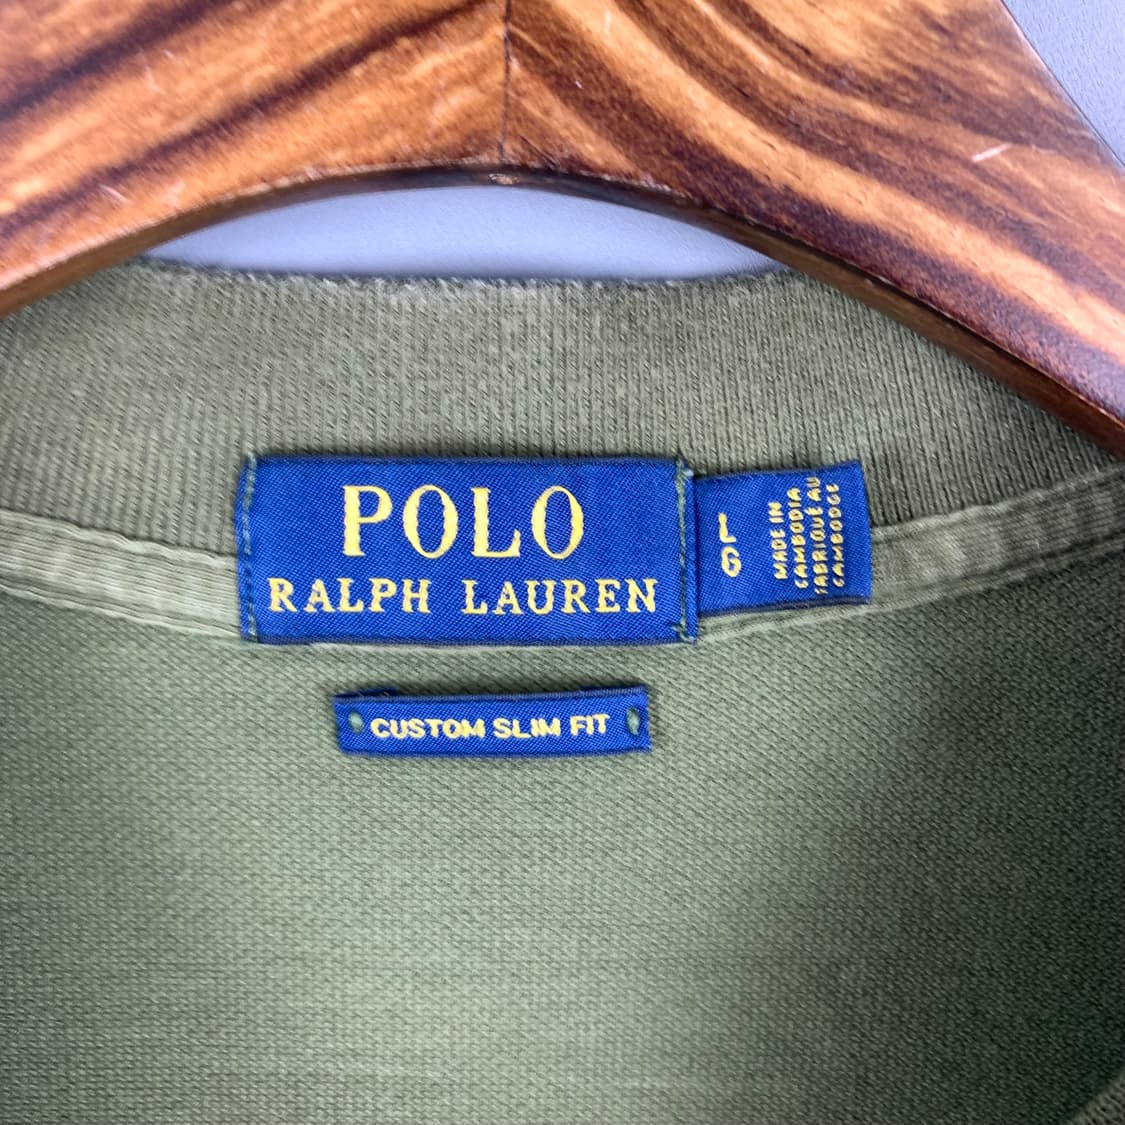 POLO
RALPH LAUREN
L
G
MADE IN
CAMBODIA
FABRIQUÉ AU
CAMBODGE
CUSTOM SLIM FIT